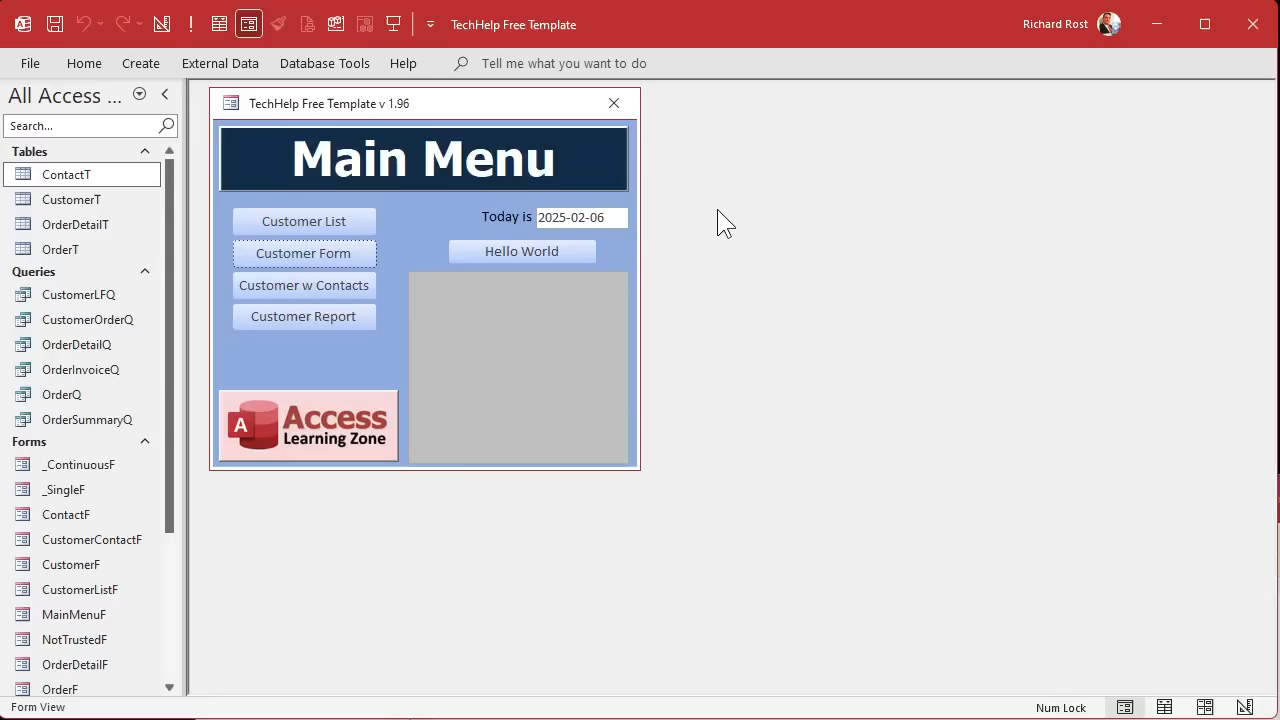 TechHelp Free Template
Richard Rost
File Home Create External Data Database Tools Help Tell me what you want to do
All Access ...
Search...
Tables
ContactT
CustomerT
OrderDetailT
OrderT
Queries
CustomerLFQ
CustomerOrderQ
OrderDetailQ
OrderInvoiceQ
OrderQ
OrderSummaryQ
Forms
_ContinuousF
_SingleF
ContactF
CustomerContactF
CustomerF
CustomerListF
MainMenuF
NotTrustedF
OrderDetailF
OrderF
TechHelp Free Template v 1.96
Main Menu
Customer List
Customer Form
Customer w Contacts
Customer Report
Today is 2025-02-06
Hello World
A Access
Learning Zone
Form View
Num Lock